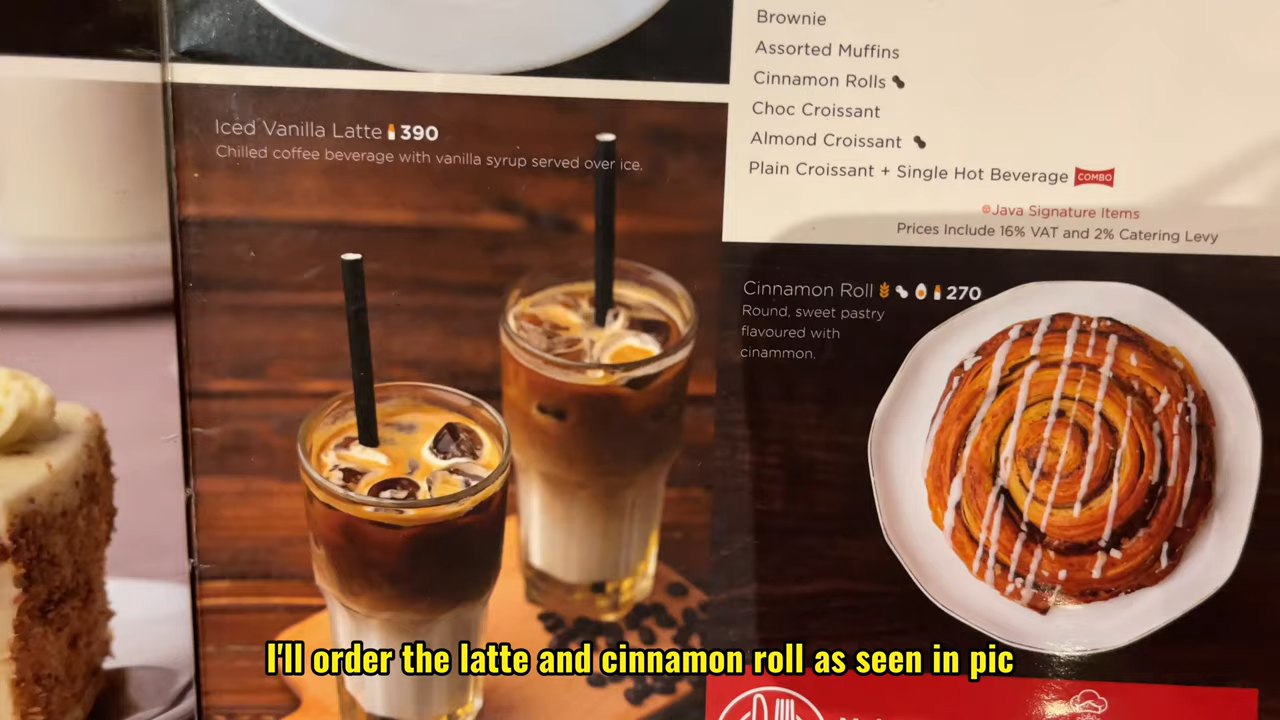 Brownie
Assorted Muffins
Cinnamon Rolls
Choc Croissant
Almond Croissant
Plain Croissant + Single Hot Beverage COMBO
Java Signature Items
Prices Include 16% VAT and 2% Catering Levy
Iced Vanilla Latte 390
Chilled coffee beverage with vanilla syrup served over ice.
Cinnamon Roll 270
Round, sweet pastry
flavoured with
cinammon.
I'll order the latte and cinnamon roll as seen in pic